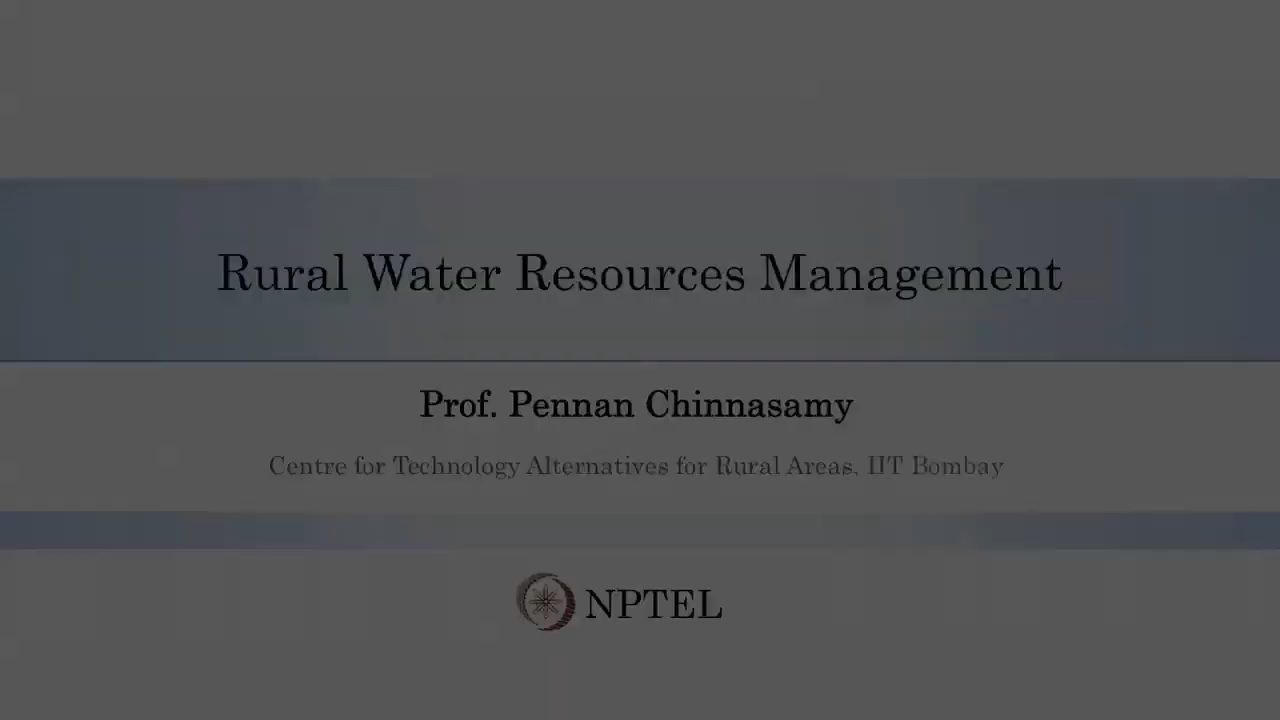 Rural Water Resources Management
Prof. Pennan Chinnasamy
Centre for Technology Alternatives for Rural Areas, IIT Bombay
NPTEL